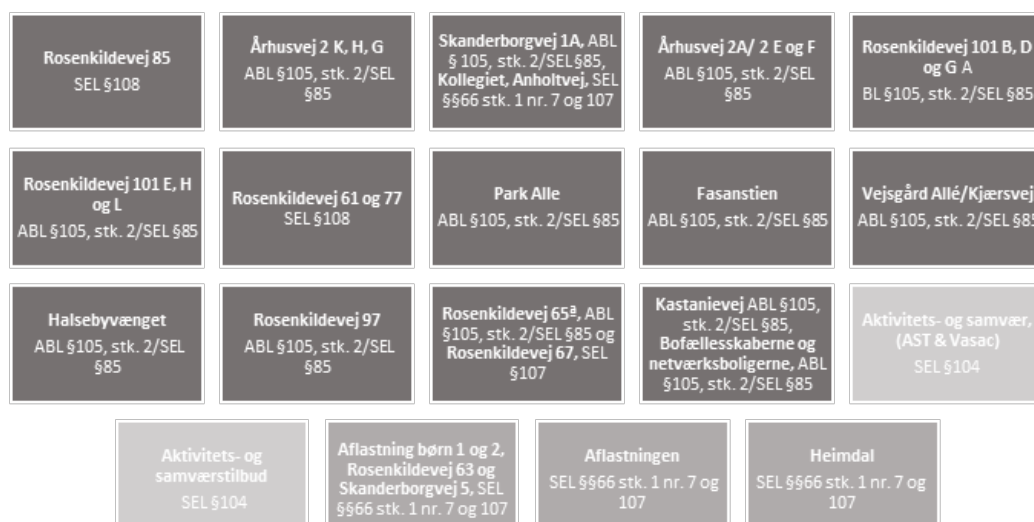 Rosenkildevej 85
SEL §108
Århusvej 2 K, H, G
ABL §105, stk. 2/SEL
§85
Skanderborgvej 1A, ABL
§ 105, stk. 2/SEL §85,
Kollegiet, Anholtvej, SEL
§§66 stk. 1 nr. 7 og 107
Århusvej 2A/ 2 E og F
ABL §105, stk. 2/SEL
§85
Rosenkildevej 101 B, D
og G A
BL §105, stk. 2/SEL §85
Rosenkildevej 101 E, H
og L
ABL §105, stk. 2/SEL §85
Rosenkildevej 61 og 77
SEL §108
Park Alle
ABL §105, stk. 2/SEL §85
Fasanstien
ABL §105, stk. 2/SEL §85
Vejsgård Allé/Kjærsvej
ABL §105, stk. 2/SEL §85
Halsebyvænget
ABL §105, stk. 2/SEL
§85
Rosenkildevej 97
ABL §105, stk. 2/SEL
§85
Rosenkildevej 65ª, ABL
§105, stk. 2/SEL §85 og
Rosenkildevej 67, SEL
§107
Kastanievej ABL §105,
stk. 2/SEL §85,
Bofællesskaberne og
netværksboligerne, ABL
§105, stk. 2/SEL §85
Aktivitets- og samvær,
(AST & Vasac)
SEL §104
Aktivitets- og
samværstilbud
SEL §104
Aflastning børn 1 og 2,
Rosenkildevej 63 og
Skanderborgvej 5, SEL
§§66 stk. 1 nr. 7 og 107
Aflastningen
SEL §§66 stk. 1 nr. 7 og
107
Heimdal
SEL §§66 stk. 1 nr. 7 og
107